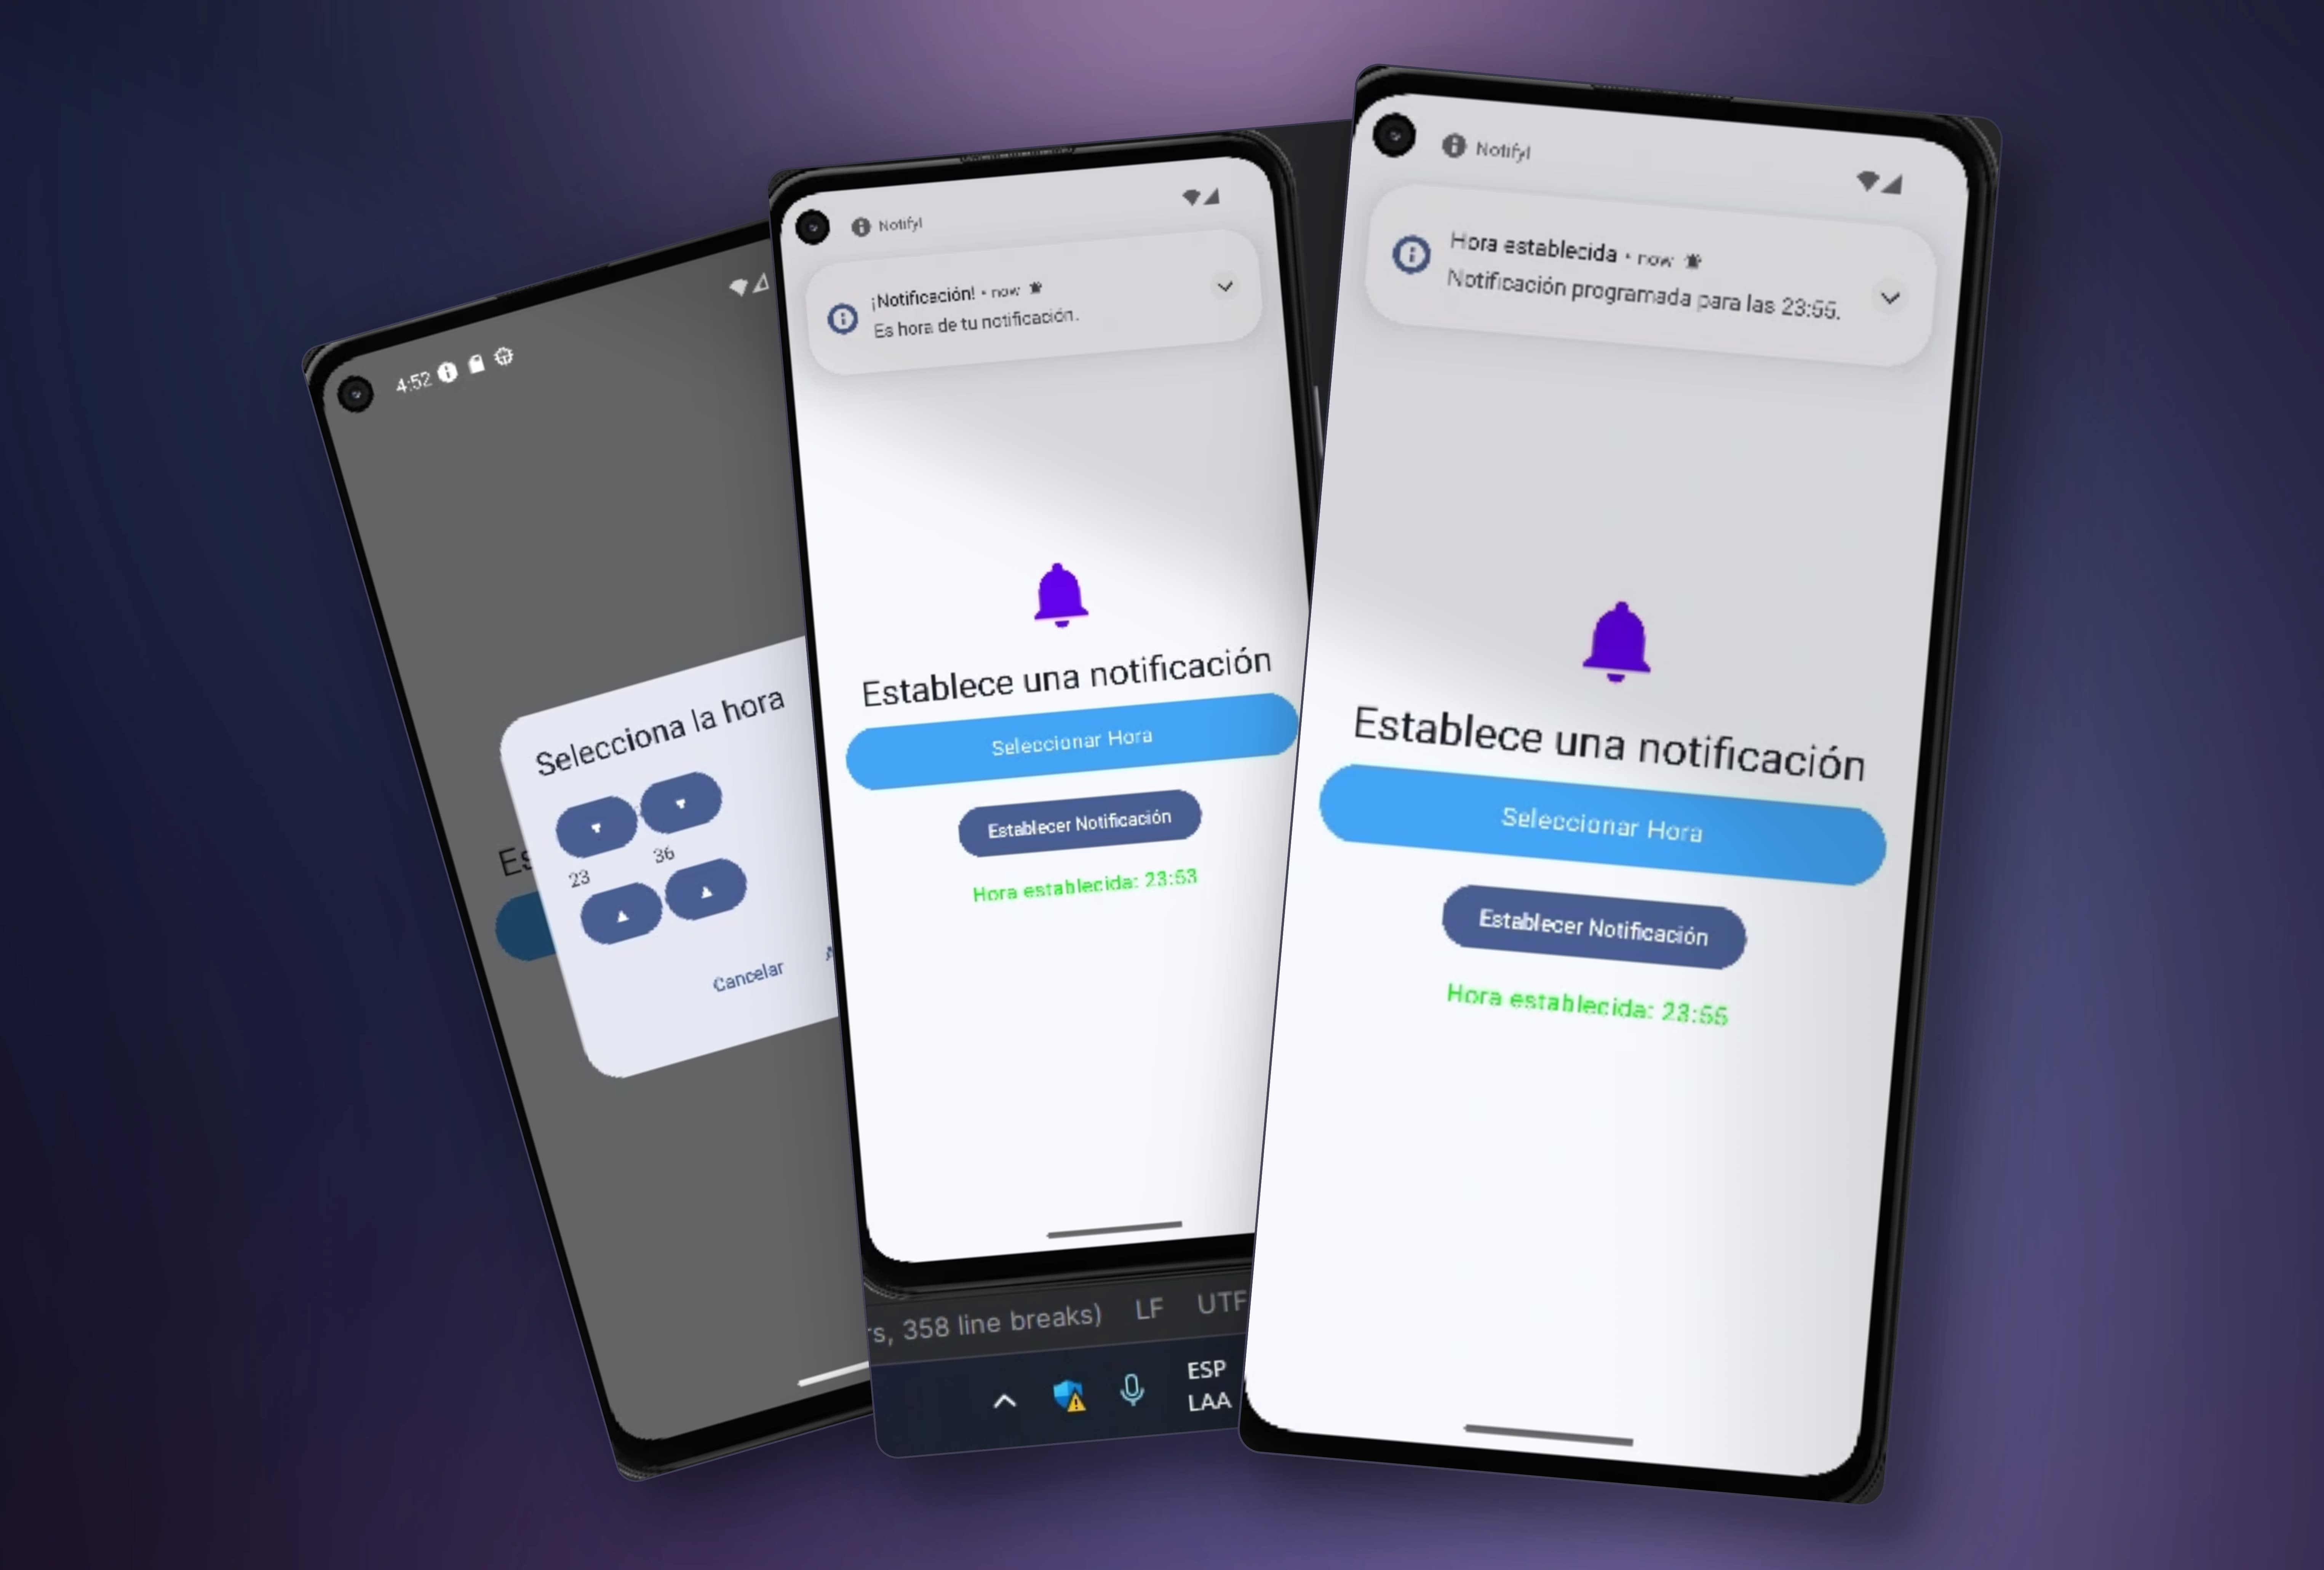 4:52
Selecciona la hora
36
23
Es
Cancelar
Notify!
¡Notificación! • now
Es hora de tu notificación.
Establece una notificación
Seleccionar Hora
Establecer Notificación
Hora establecida: 23:53
rs, 358 line breaks) LF UTF
ESP
LAA
Notify!
Hora establecida • now
Notificación programada para las 23:55.
Establece una notificación
Seleccionar Hora
Establecer Notificación
Hora establecida: 23:55